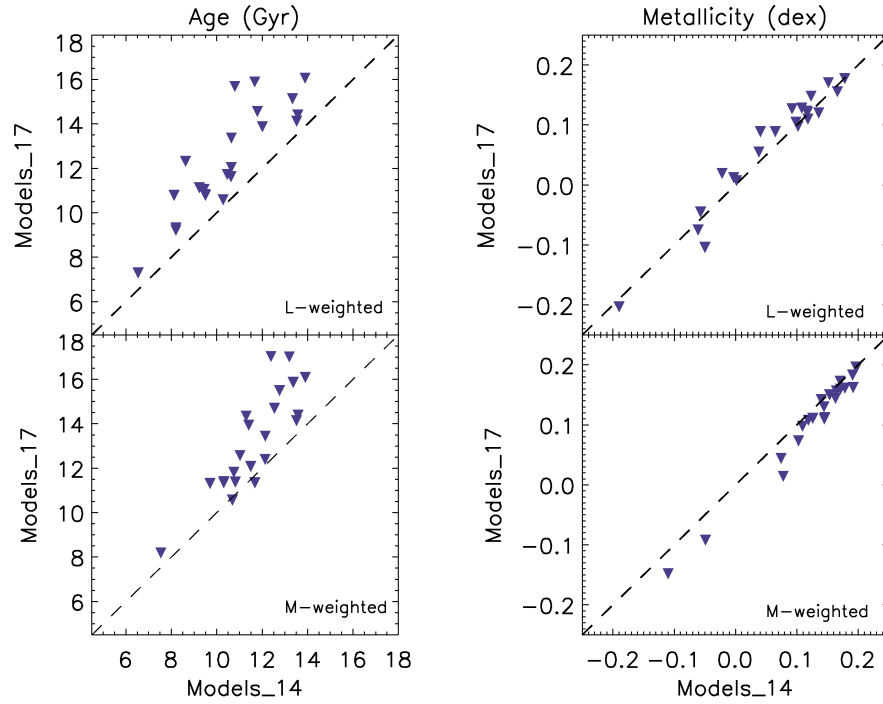 Age (Gyr)
Metallicity (dex)
18
16
14
12
10
8
6
Models_17
L-weighted
0.2
0.1
0.0
-0.1
-0.2
Models_17
L-weighted
18
16
14
12
10
8
6
Models_17
M-weighted
6 8 10 12 14 16 18
Models_14
0.2
0.1
0.0
-0.1
-0.2
Models_17
M-weighted
-0.2 -0.1 0.0 0.1 0.2
Models_14